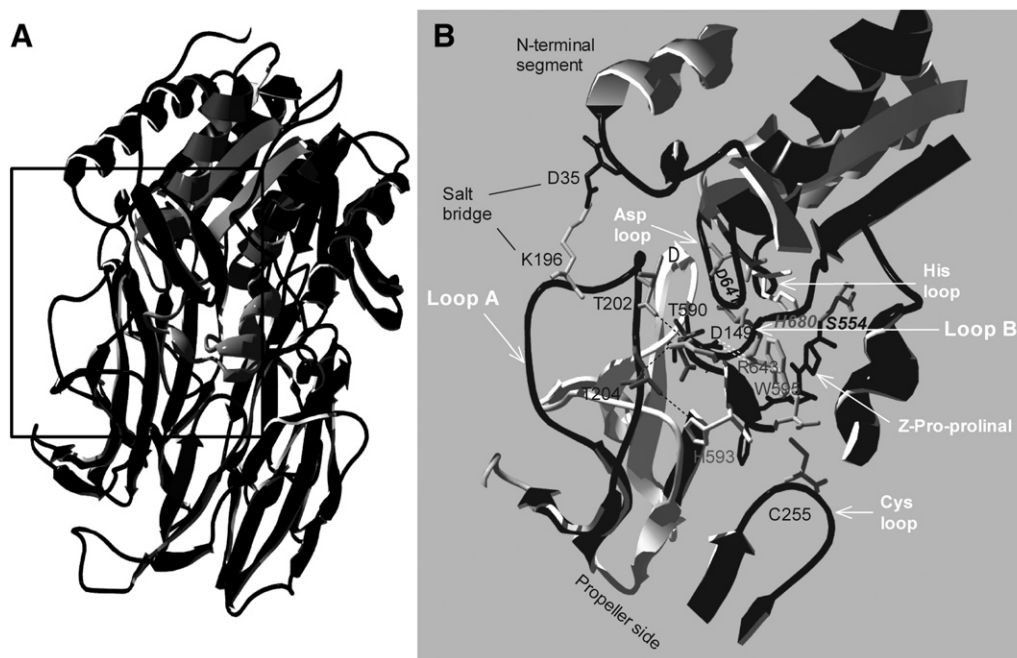 A
B
N-terminal
segment
D35
Salt
bridge
Asp
loop
K196
D
D641
Loop A
T202
T590
His
loop
D149
H680
S554
Loop B
R643
T204
W595
Z-Pro-prolinal
H593
Cys
loop
C255
Propeller side